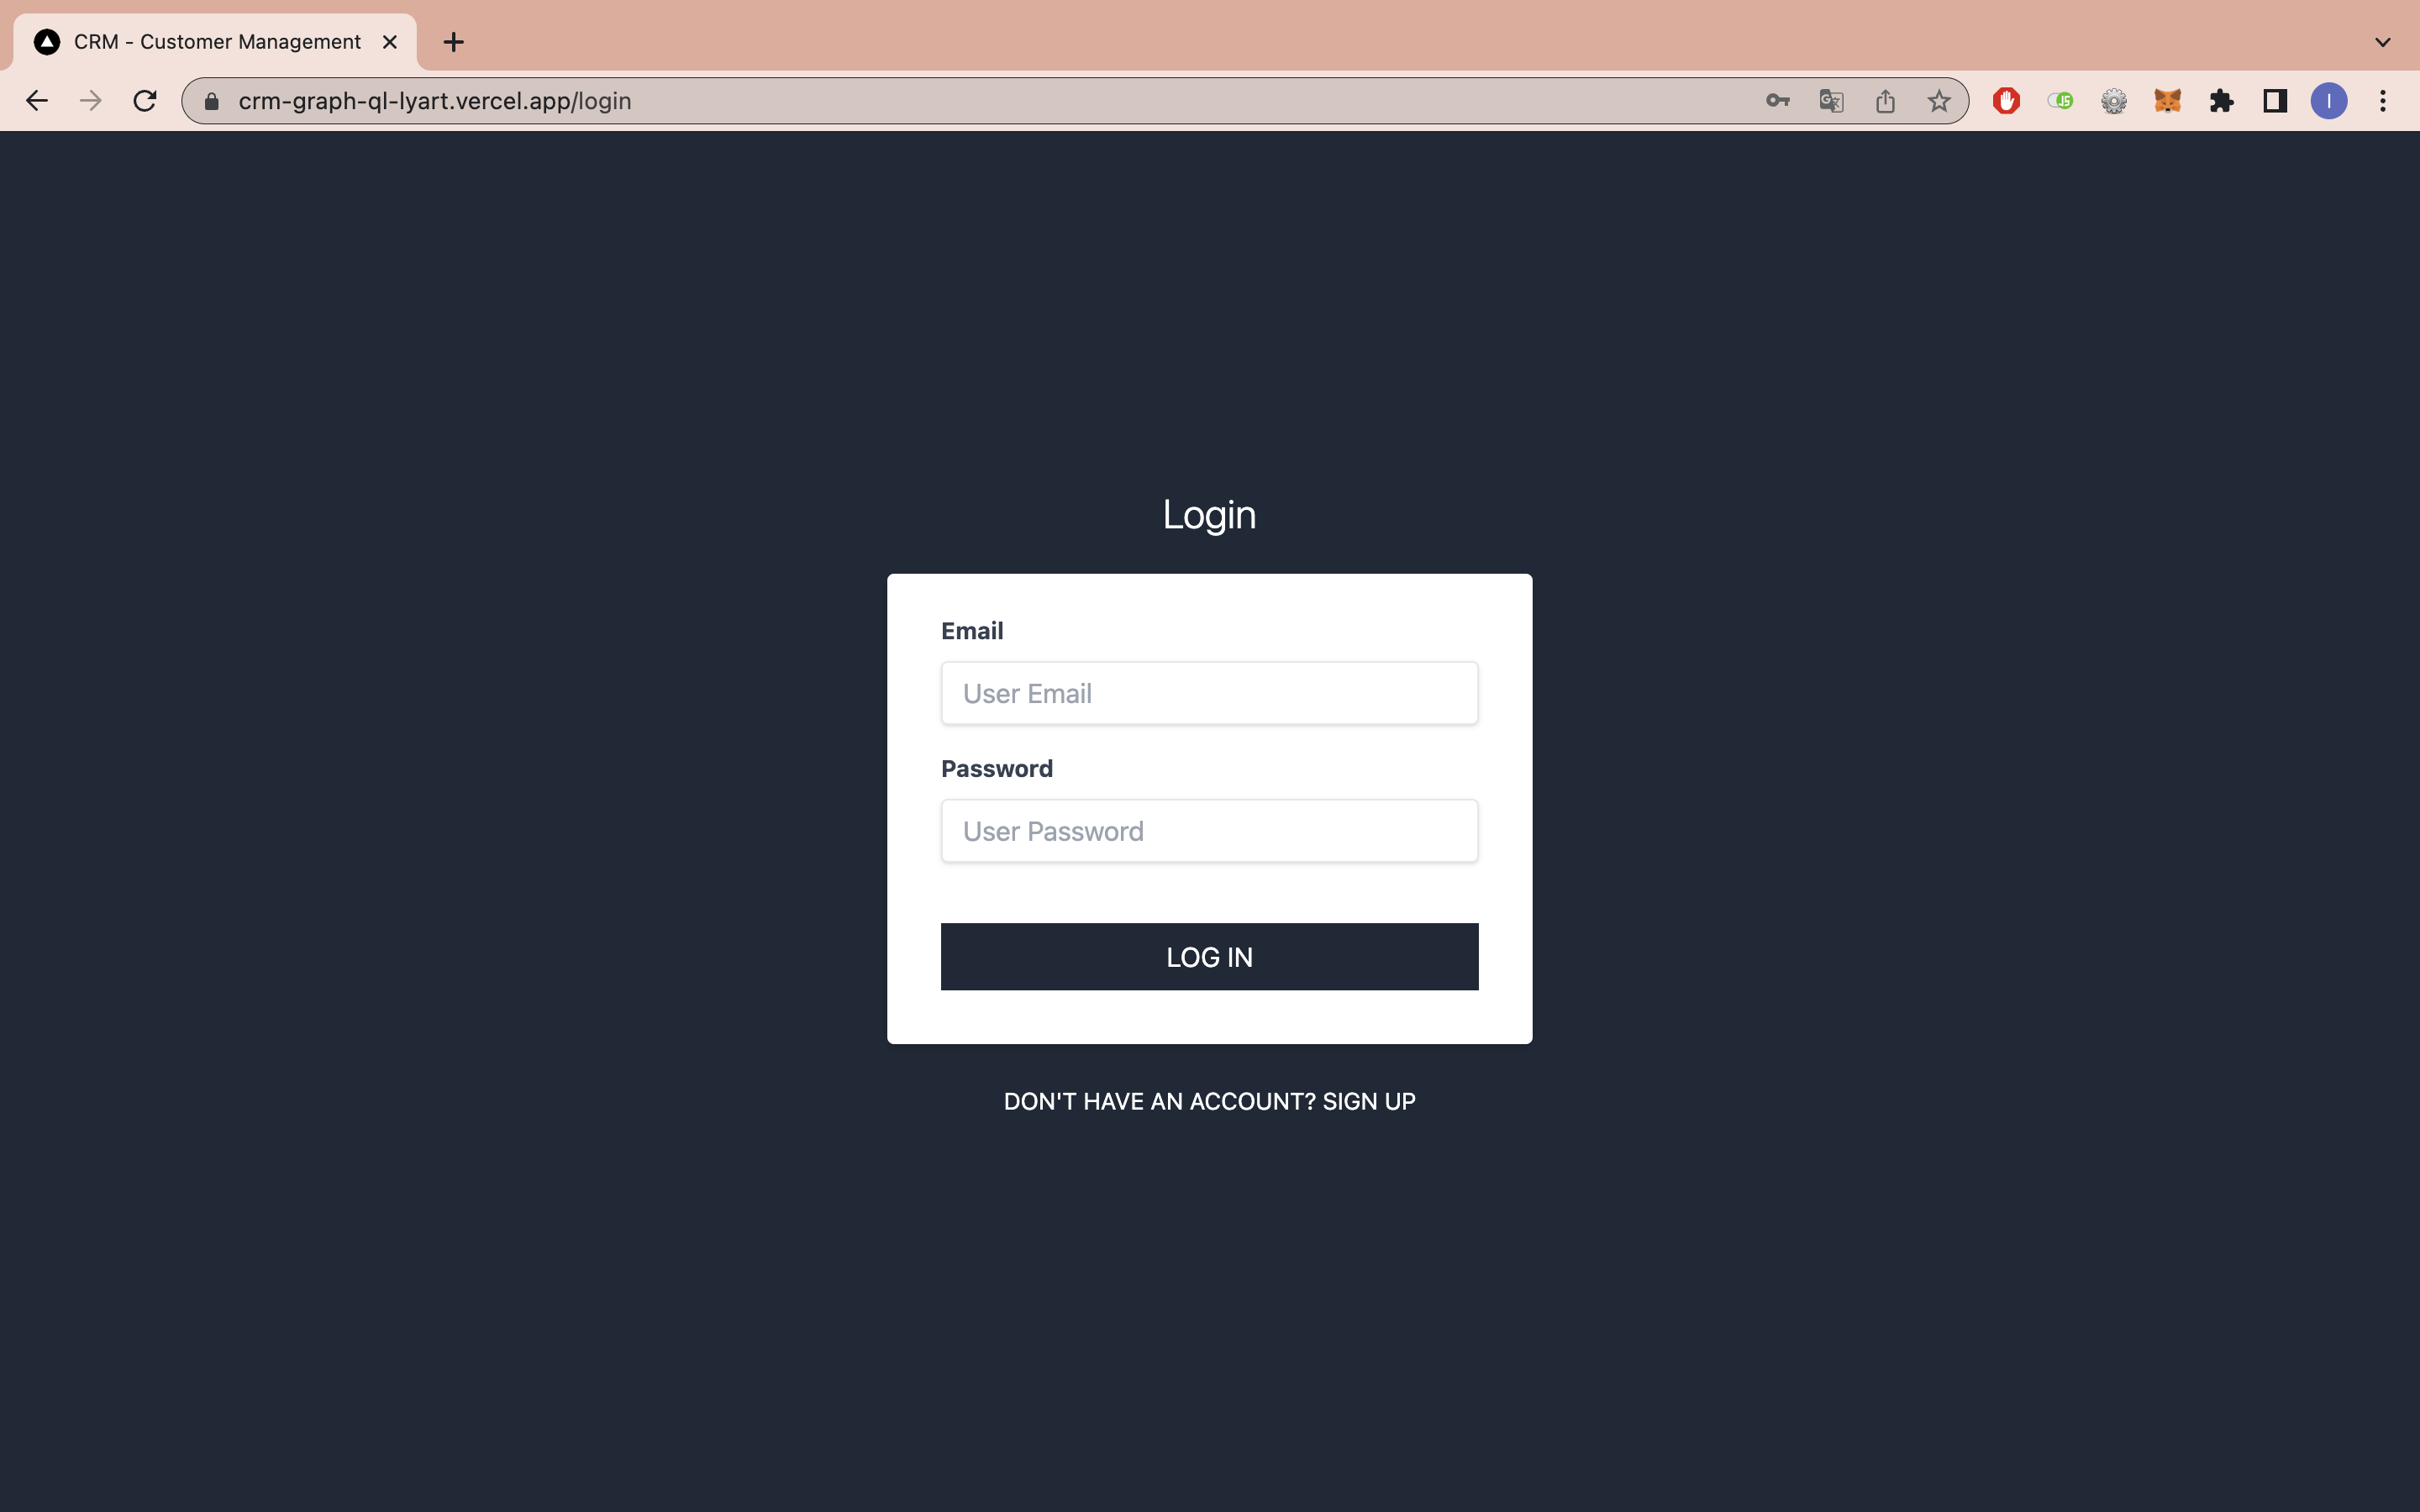 CRM - Customer Management
crm-graph-ql-lyart.vercel.app/login
JS
I
Login
Email
User Email
Password
User Password
LOG IN
DON'T HAVE AN ACCOUNT? SIGN UP